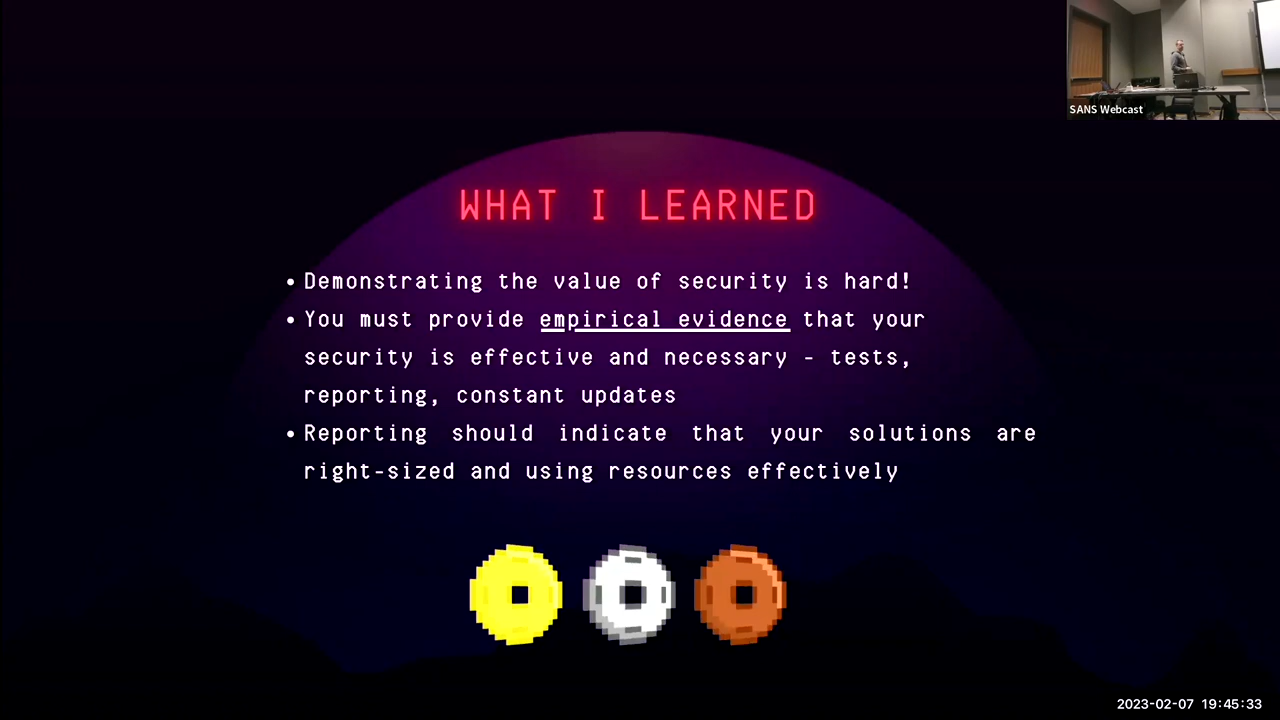 SANS Webcast
WHAT I LEARNED
• Demonstrating the value of security is hard!
• You must provide empirical evidence that your
security is effective and necessary - tests,
reporting, constant updates
• Reporting should indicate that your solutions are
right-sized and using resources effectively
2023-02-07 19:45:33